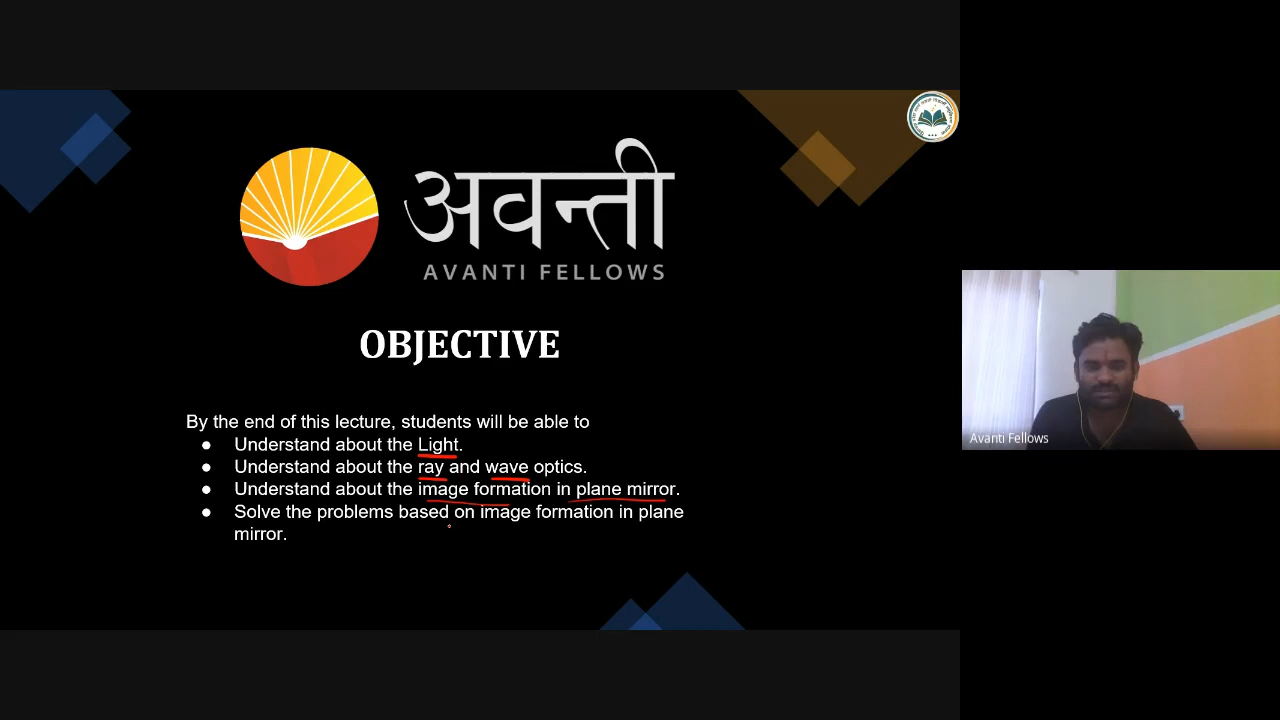 अवन्ती
AVANTI FELLOWS
OBJECTIVE
By the end of this lecture, students will be able to
● Understand about the Light.
● Understand about the ray and wave optics.
● Understand about the image formation in plane mirror.
● Solve the problems based on image formation in plane
mirror.
Avanti Fellows